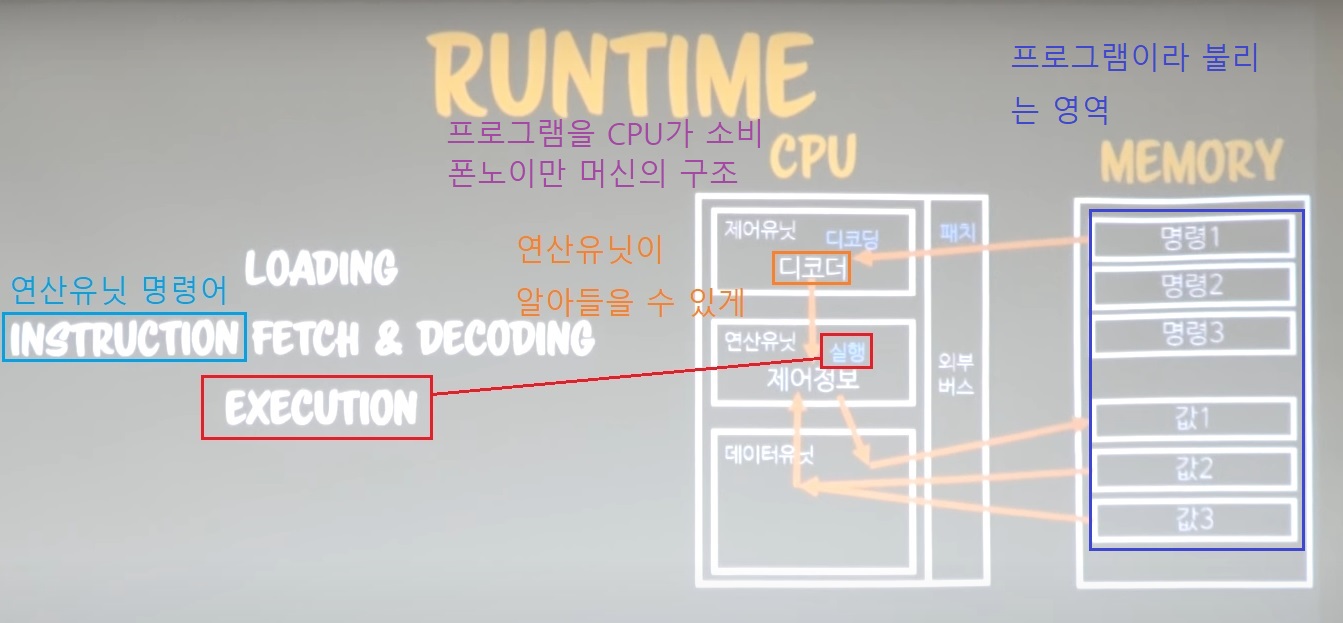 RUNTIME
프로그램을 CPU가 소비
폰노이만 머신의 구조
CPU
프로그램이라 불리
는 영역
MEMORY
LOADING
연산유닛 명령어
INSTRUCTION FETCH & DECODING
EXECUTION
연산유닛이
알아들을 수 있게
제어유닛
디코딩
디코더
연산유닛
실행
제어정보
데이터유닛
패치
외부
버스
명령1
명령2
명령3
값1
값2
값3